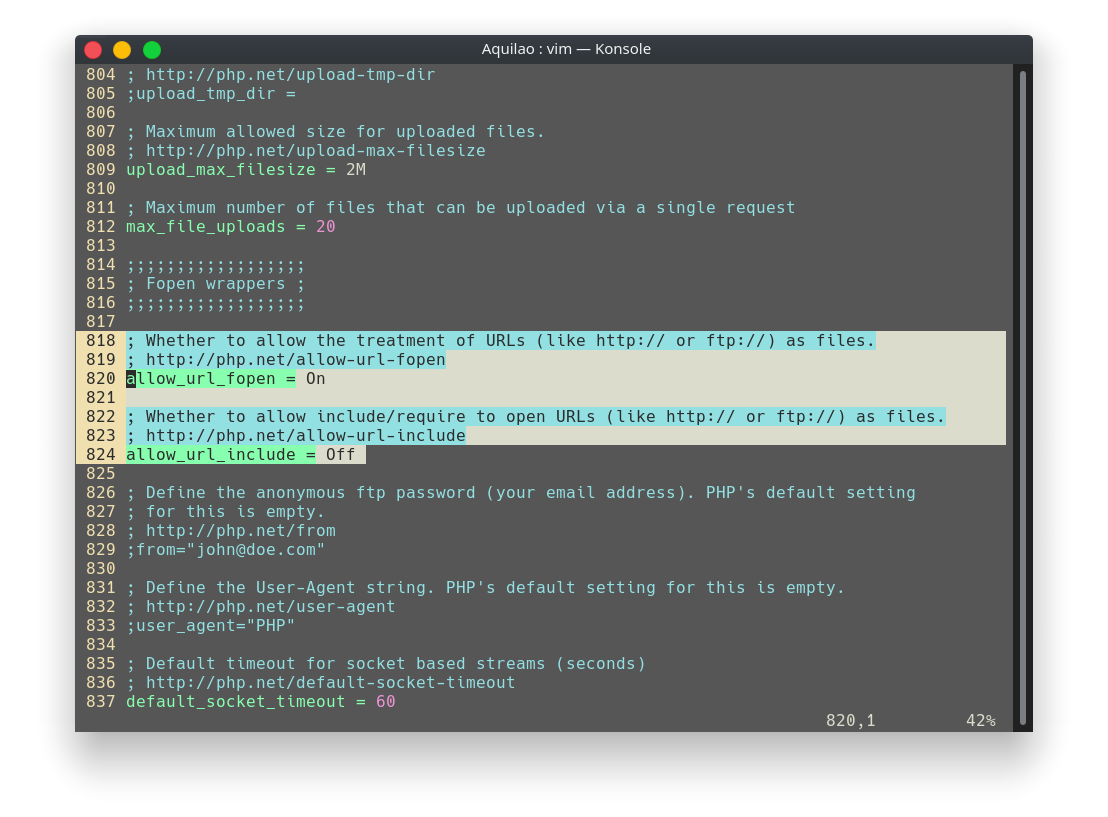 Aquilao : vim — Konsole
804 ; http://php.net/upload-tmp-dir
805 ;upload_tmp_dir =
806
807 ; Maximum allowed size for uploaded files.
808 ; http://php.net/upload-max-filesize
809 upload_max_filesize = 2M
810
811 ; Maximum number of files that can be uploaded via a single request
812 max_file_uploads = 20
813
814 ;;;;;;;;;;;;;;;;;;
815 ; Fopen wrappers ;
816 ;;;;;;;;;;;;;;;;;;
817
818 ; Whether to allow the treatment of URLs (like http:// or ftp://) as files.
819 ; http://php.net/allow-url-fopen
820 allow_url_fopen = On
821
822 ; Whether to allow include/require to open URLs (like http:// or ftp://) as files.
823 ; http://php.net/allow-url-include
824 allow_url_include = Off
825
826 ; Define the anonymous ftp password (your email address). PHP's default setting
827 ; for this is empty.
828 ; http://php.net/from
829 ;from="john@doe.com"
830
831 ; Define the User-Agent string. PHP's default setting for this is empty.
832 ; http://php.net/user-agent
833 ;user_agent="PHP"
834
835 ; Default timeout for socket based streams (seconds)
836 ; http://php.net/default-socket-timeout
837 default_socket_timeout = 60
820,1 42%